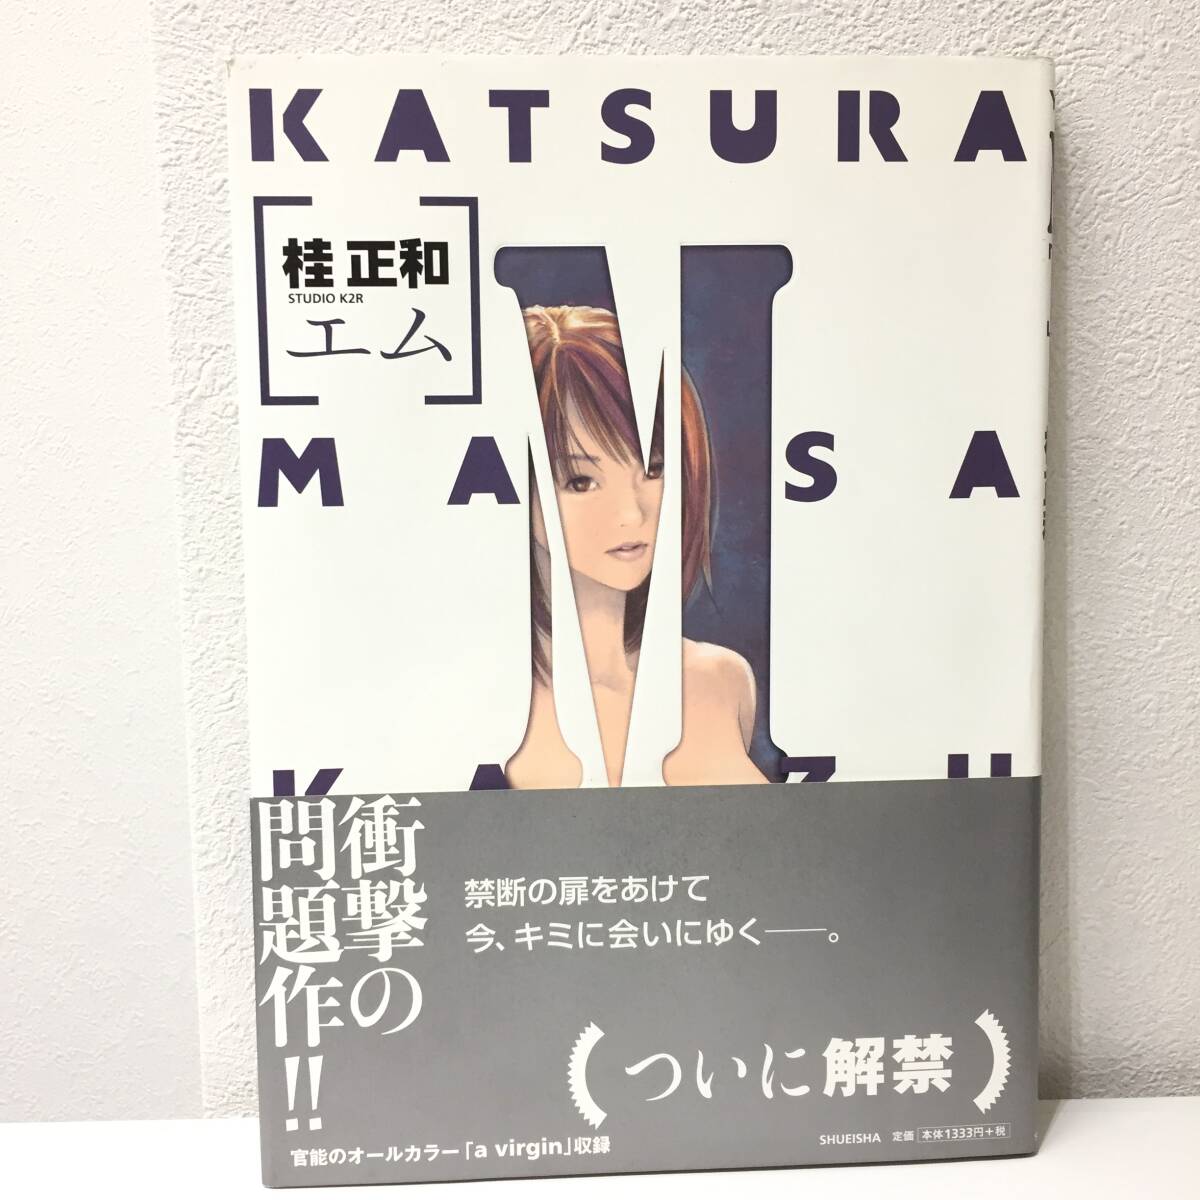 KATSURA
桂 正和
STUDIO K2R
エム
M
MASA
KAZU
衝撃の
問題作!!
禁断の扉をあけて
今、キミに会いにゆく――。
(ついに解禁)
官能のオールカラー「a virgin」収録
SHUEISHA 定価 本体1333円+税